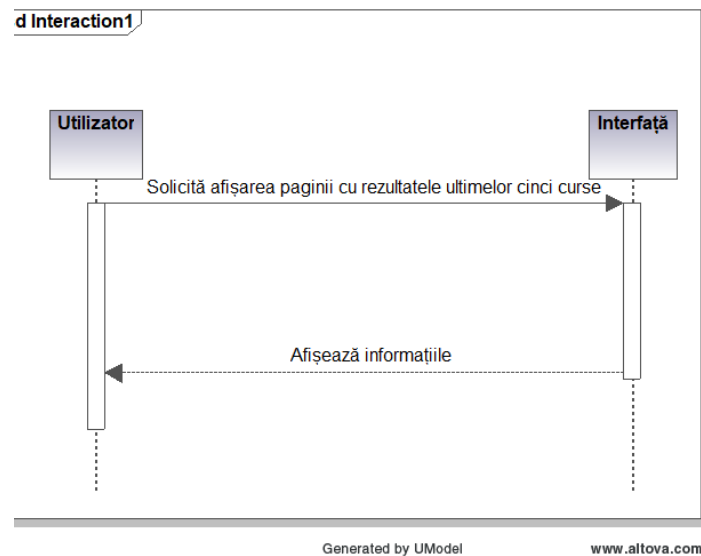 d Interaction1
Utilizator
Interfață
Solicită afișarea paginii cu rezultatele ultimelor cinci curse
Afișează informațiile
Generated by UModel
www.altova.com